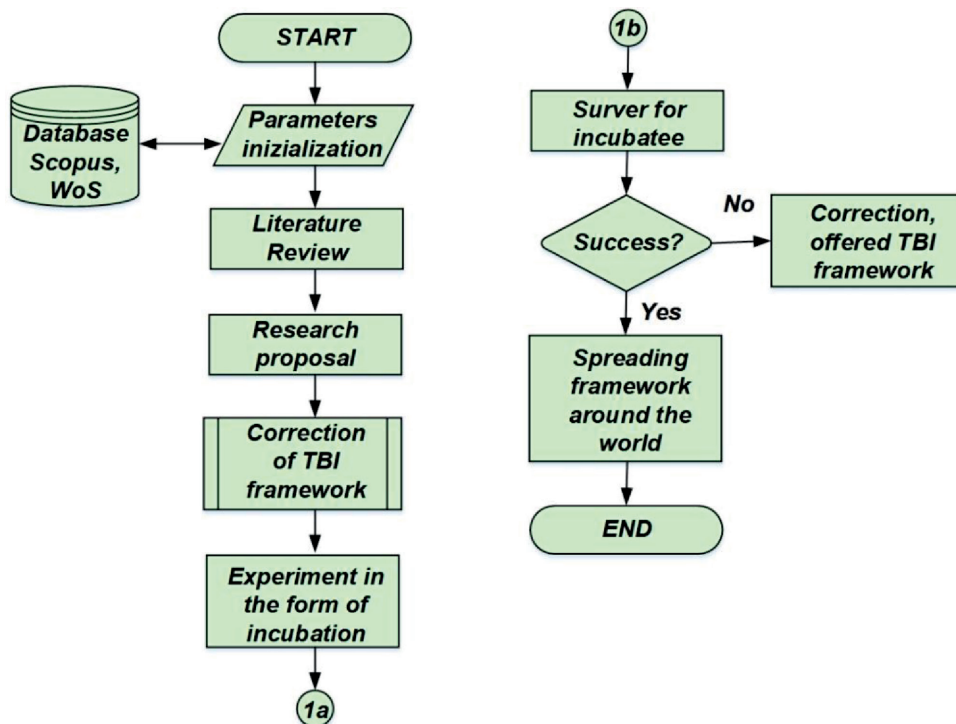 START
Database
Scopus,
WoS
Parameters
inizialization
Literature
Review
Research
proposal
Correction
of TBI
framework
Experiment in
the form of
incubation
1a
1b
Surver for
incubatee
Success?
No
Correction,
offered TBI
framework
Yes
Spreading
framework
around the
world
END